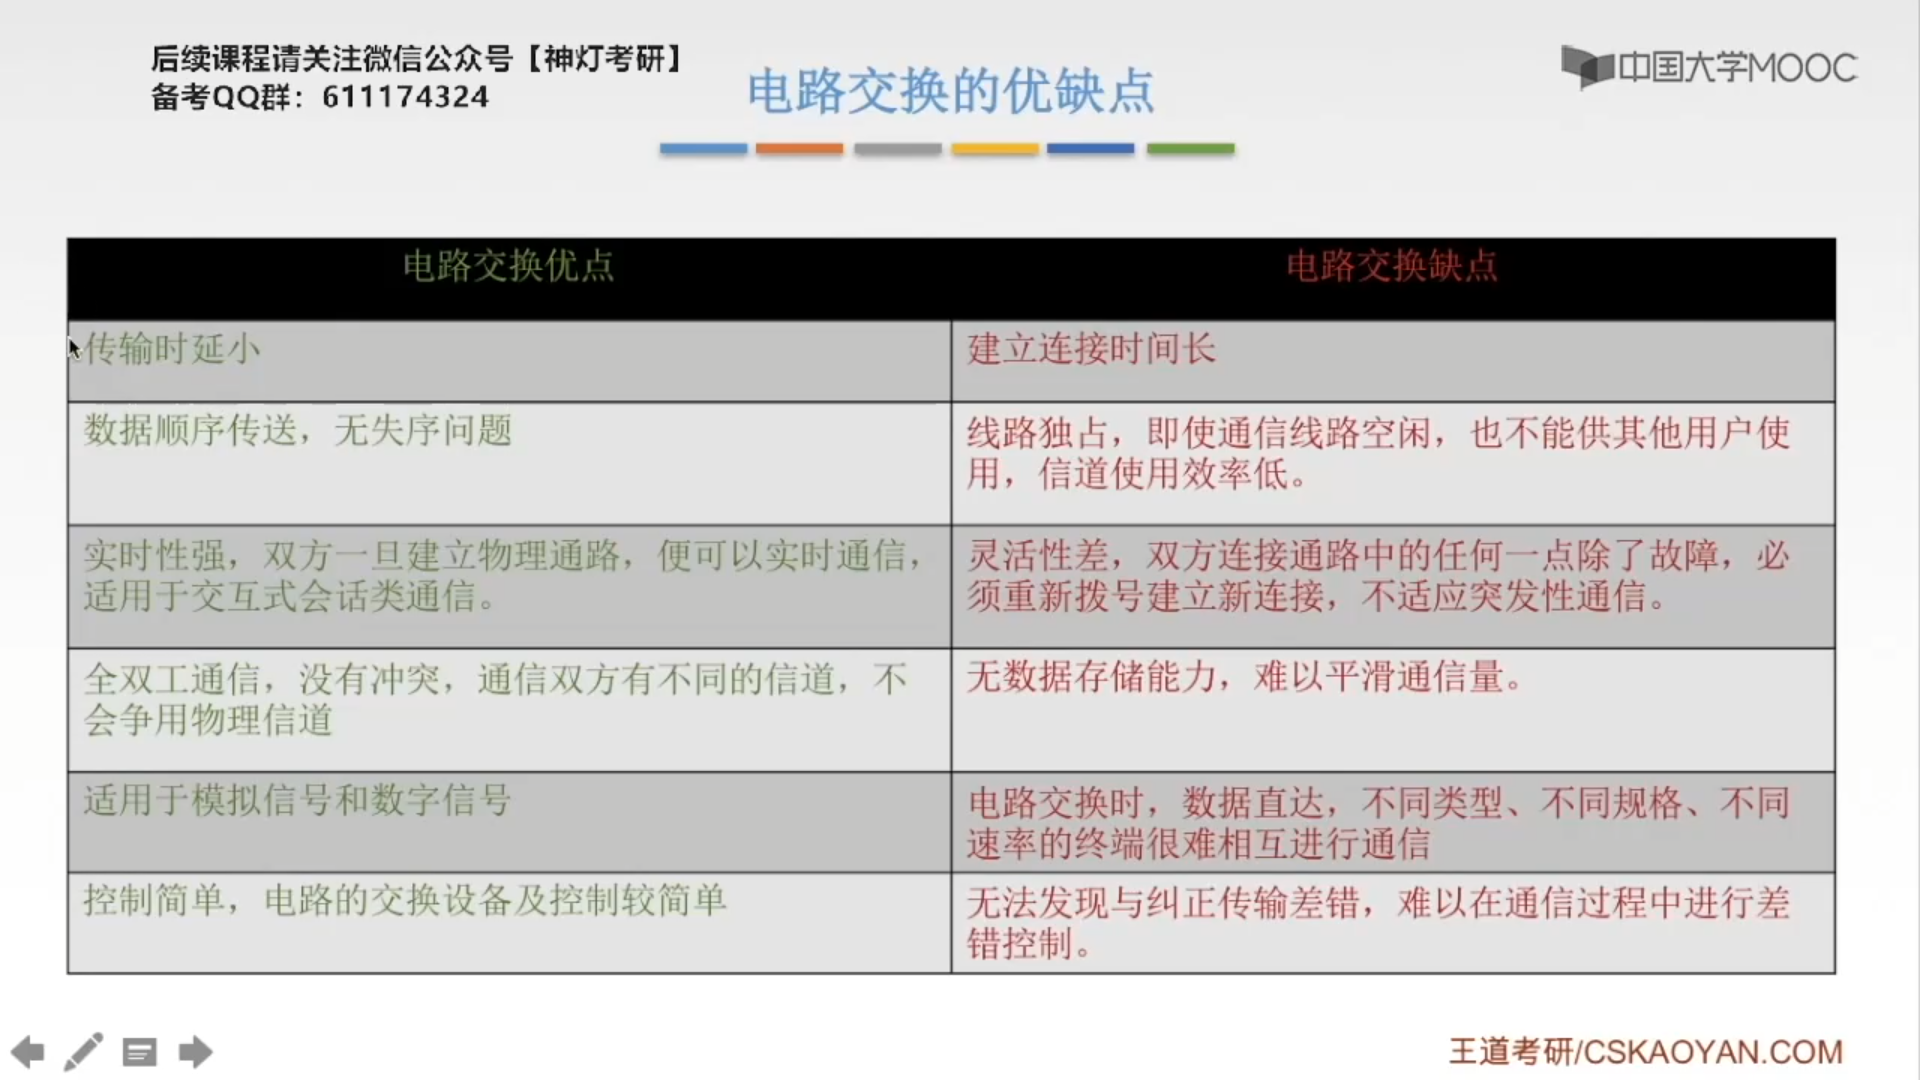 后续课程请关注微信公众号【神灯考研】
备考QQ群：611174324
电路交换的优缺点
中国大学MOOC
电路交换优点
电路交换缺点
传输时延小
建立连接时间长
数据顺序传送，无失序问题
线路独占，即使通信线路空闲，也不能供其他用户使
用，信道使用效率低。
实时性强，双方一旦建立物理通路，便可以实时通信，
适用于交互式会话类通信。
灵活性差，双方连接通路中的任何一点除了故障，必
须重新拨号建立新连接，不适应突发性通信。
全双工通信，没有冲突，通信双方有不同的信道，不
会争用物理信道
无数据存储能力，难以平滑通信量。
适用于模拟信号和数字信号
电路交换时，数据直达，不同类型、不同规格、不同
速率的终端很难相互进行通信
控制简单，电路的交换设备及控制较简单
无法发现与纠正传输差错，难以在通信过程中进行差
错控制。
王道考研/CSKAOYAN.COM